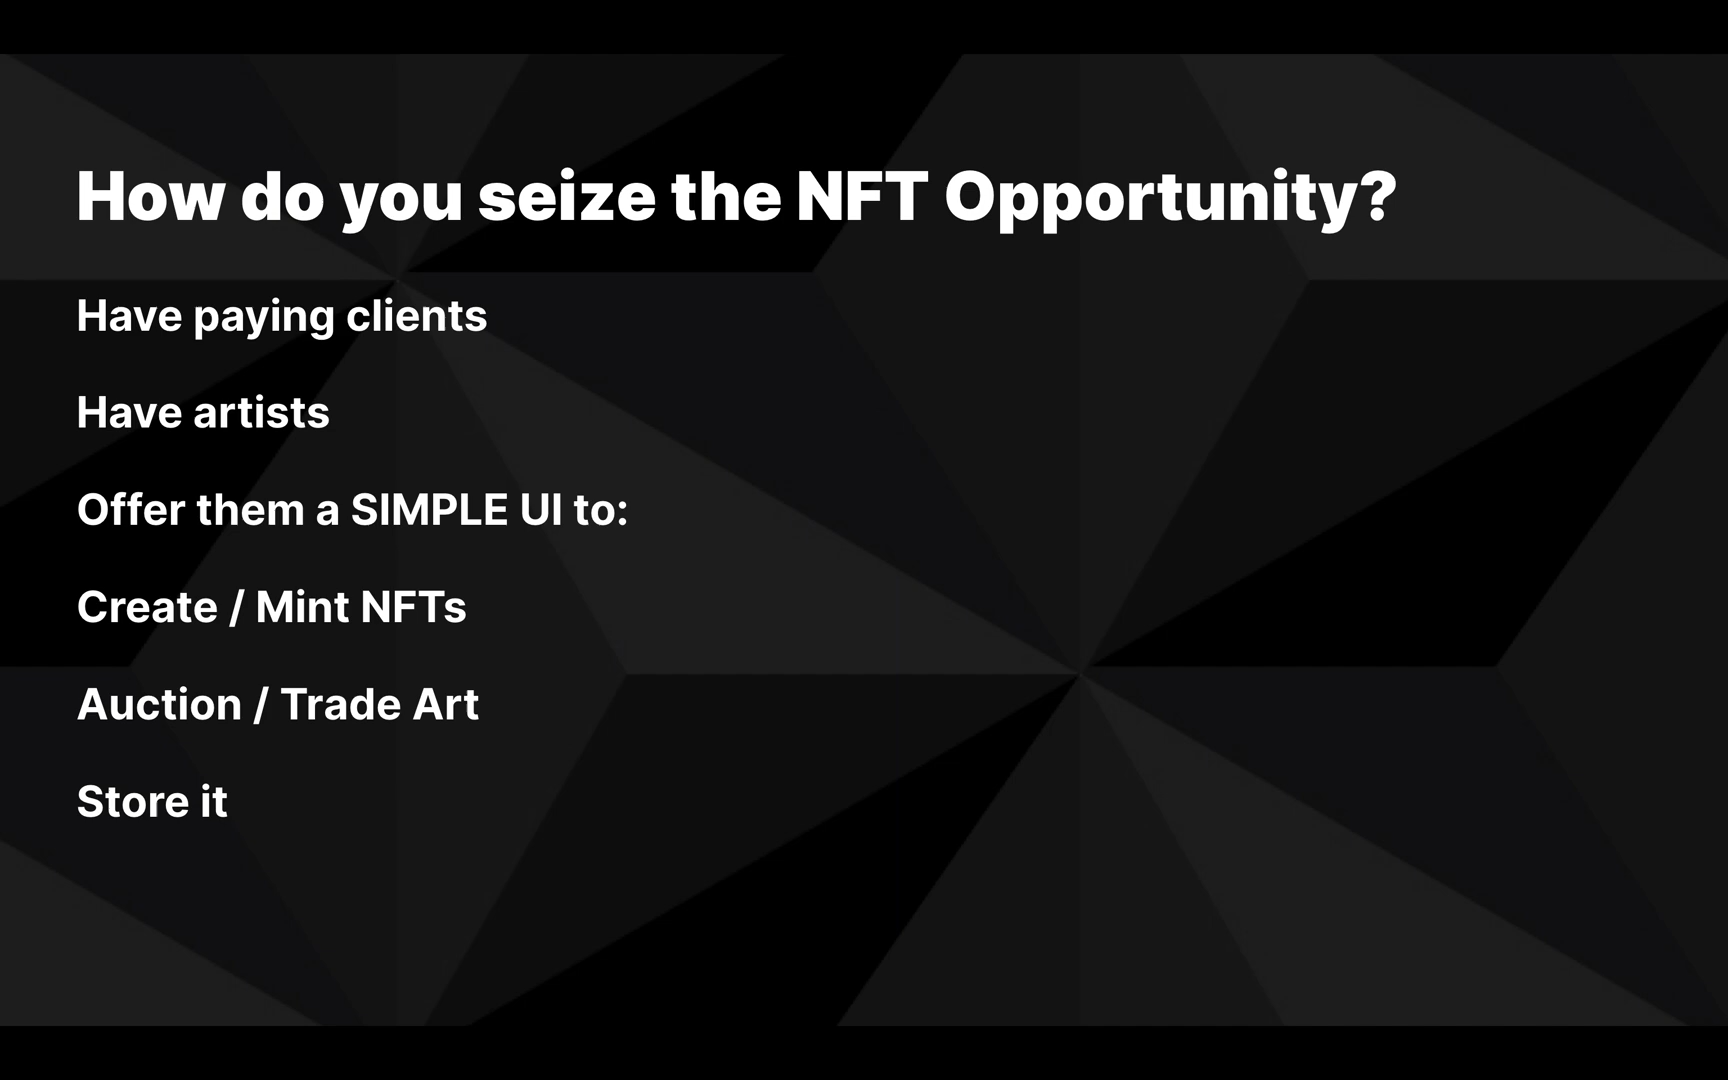 How do you seize the NFT Opportunity?
Have paying clients
Have artists
Offer them a SIMPLE UI to:
Create / Mint NFTs
Auction / Trade Art
Store it